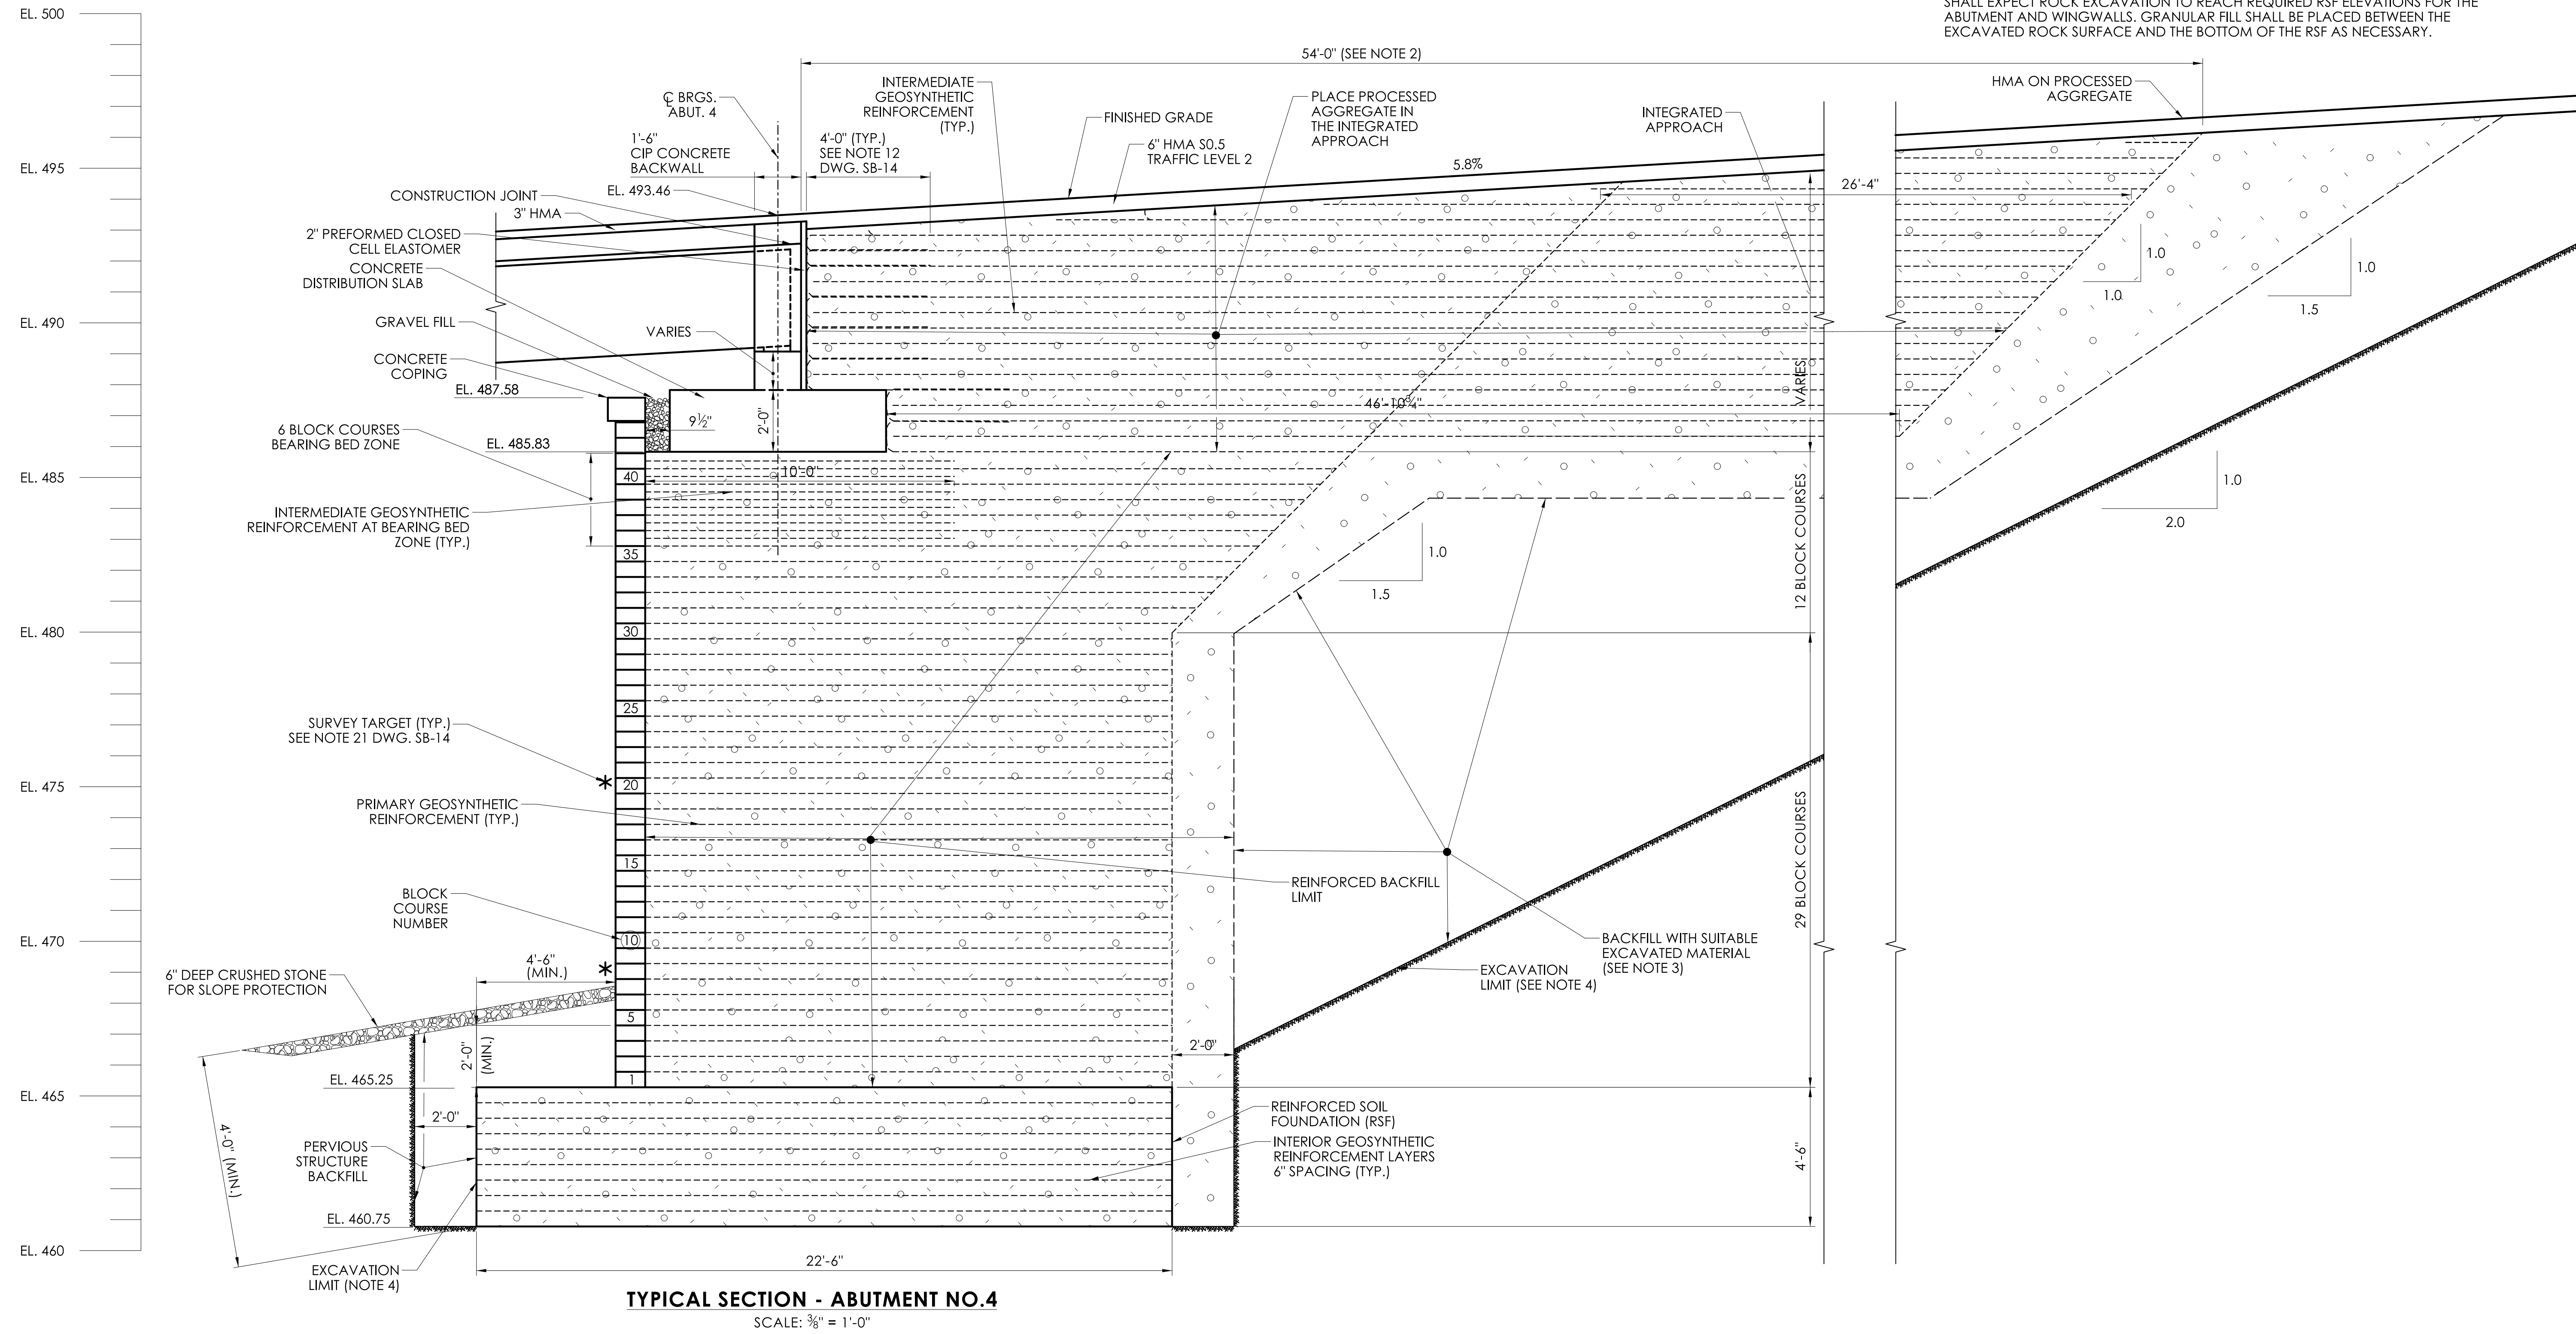 SHALL EXPECT ROCK EXCAVATION TO REACH REQUIRED RSF ELEVATIONS FOR THE
ABUTMENT AND WINGWALLS. GRANULAR FILL SHALL BE PLACED BETWEEN THE
EXCAVATED ROCK SURFACE AND THE BOTTOM OF THE RSF AS NECESSARY.
EL. 500
EL. 495
EL. 490
EL. 485
EL. 480
EL. 475
EL. 470
EL. 465
EL. 460
54'-0" (SEE NOTE 2)
HMA ON PROCESSED
AGGREGATE
INTERMEDIATE
GEOSYNTHETIC
REINFORCEMENT
(TYP.)
℄ BRGS.
ABUT. 4
PLACE PROCESSED
AGGREGATE IN
THE INTEGRATED
APPROACH
INTEGRATED
APPROACH
FINISHED GRADE
6" HMA S0.5
TRAFFIC LEVEL 2
1'-6"
CIP CONCRETE
BACKWALL
4'-0" (TYP.)
SEE NOTE 12
DWG. SB-14
5.8%
26'-4"
CONSTRUCTION JOINT
EL. 493.46
3" HMA
2" PREFORMED CLOSED
CELL ELASTOMER
CONCRETE
DISTRIBUTION SLAB
GRAVEL FILL
VARIES
CONCRETE
COPING
EL. 487.58
1.0
1.0
1.0
1.5
VARIES
46'-10¾"
9½"
2'-0"
6 BLOCK COURSES
BEARING BED ZONE
EL. 485.83
40
10'-0"
1.0
2.0
INTERMEDIATE GEOSYNTHETIC
REINFORCEMENT AT BEARING BED
ZONE (TYP.)
35
1.0
1.5
12 BLOCK COURSES
30
25
SURVEY TARGET (TYP.)
SEE NOTE 21 DWG. SB-14
20
PRIMARY GEOSYNTHETIC
REINFORCEMENT (TYP.)
15
29 BLOCK COURSES
REINFORCED BACKFILL
LIMIT
BLOCK
COURSE
NUMBER
10
BACKFILL WITH SUITABLE
EXCAVATED MATERIAL
(SEE NOTE 3)
4'-6"
(MIN.)
EXCAVATION
LIMIT (SEE NOTE 4)
6" DEEP CRUSHED STONE
FOR SLOPE PROTECTION
5
2'-0"
(MIN.)
2'-0"
1
EL. 465.25
2'-0"
REINFORCED SOIL
FOUNDATION (RSF)
4'-0" (MIN.)
PERVIOUS
STRUCTURE
BACKFILL
INTERIOR GEOSYNTHETIC
REINFORCEMENT LAYERS
6" SPACING (TYP.)
4'-6"
EL. 460.75
22'-6"
EXCAVATION
LIMIT (NOTE 4)
TYPICAL SECTION - ABUTMENT NO.4
SCALE: ⅜" = 1'-0"